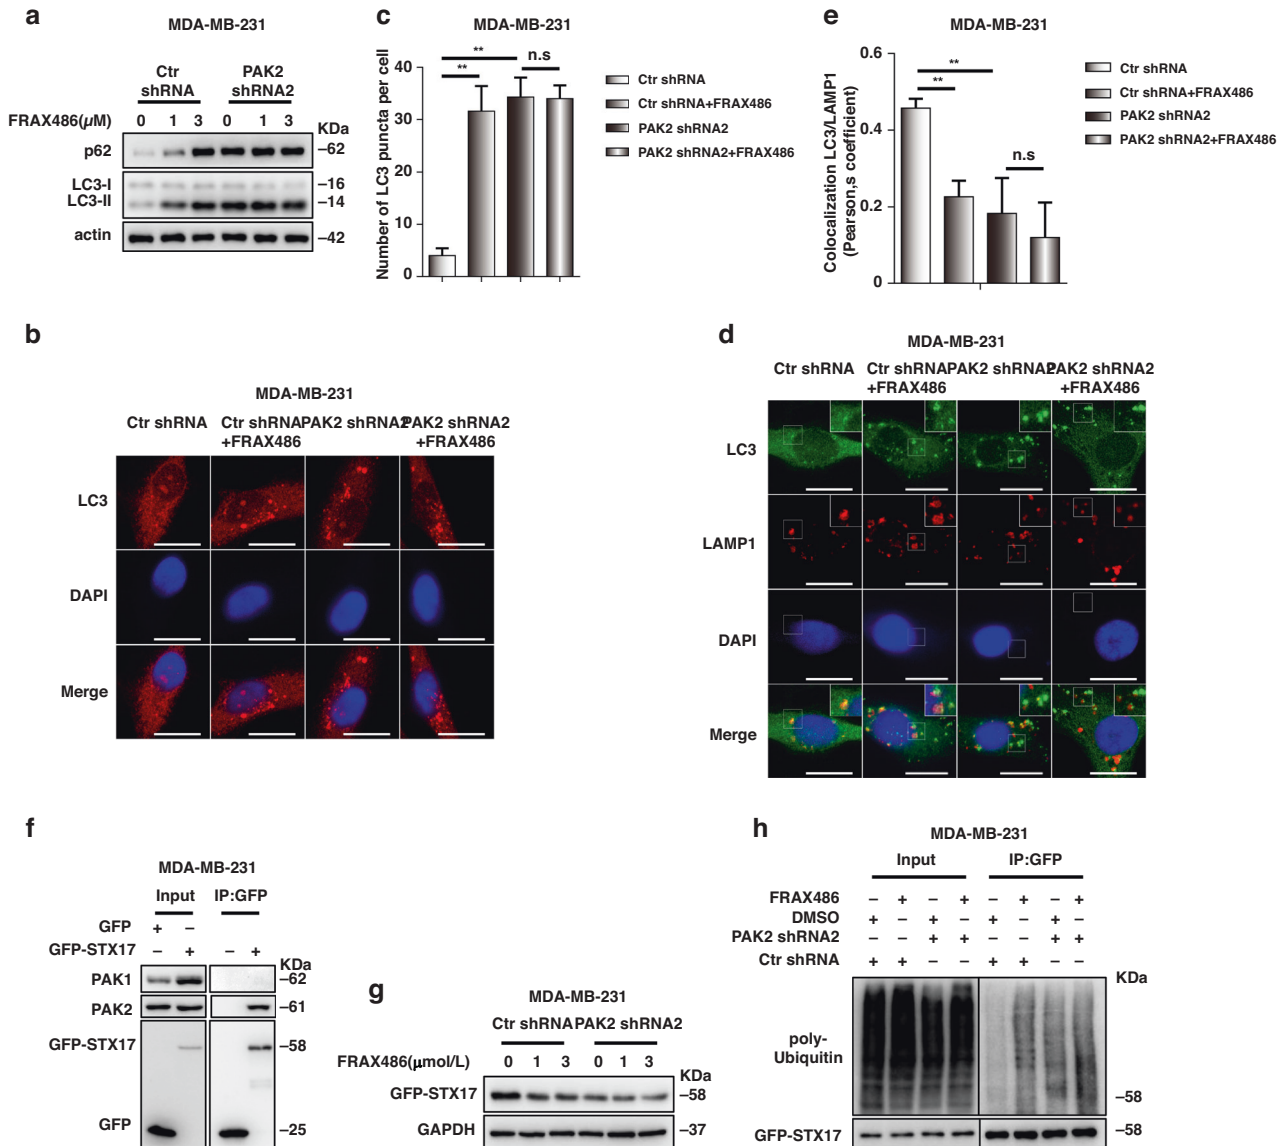 a
MDA-MB-231
Ctr shRNA
PAK2 shRNA2
FRAX486(μM)
0 1 3 0 1 3
KDa
p62
–62
LC3-I
–16
LC3-II
–14
actin
–42
c
MDA-MB-231
Number of LC3 puncta per cell
40
30
20
10
0
**
**
n.s
Ctr shRNA
Ctr shRNA+FRAX486
PAK2 shRNA2
PAK2 shRNA2+FRAX486
e
MDA-MB-231
Colocalization LC3/LAMP1
(Pearson,s coefficient)
0.6
0.4
0.2
0
**
**
n.s
Ctr shRNA
Ctr shRNA+FRAX486
PAK2 shRNA2
PAK2 shRNA2+FRAX486
b
MDA-MB-231
Ctr shRNA
Ctr shRNA +FRAX486
PAK2 shRNA2
PAK2 shRNA2 +FRAX486
LC3
DAPI
Merge
d
MDA-MB-231
Ctr shRNA
Ctr shRNA +FRAX486
PAK2 shRNA2
PAK2 shRNA2 +FRAX486
LC3
LAMP1
DAPI
Merge
f
MDA-MB-231
Input IP:GFP
GFP + –
GFP-STX17 – + – +
KDa
PAK1 –62
PAK2 –61
GFP-STX17 –58
GFP –25
g
MDA-MB-231
Ctr shRNA PAK2 shRNA2
FRAX486(μmol/L) 0 1 3 0 1 3
KDa
GFP-STX17 –58
GAPDH –37
h
MDA-MB-231
Input IP:GFP
FRAX486 – + – + – + – +
DMSO + – + – + – + –
PAK2 shRNA2 – – + + – – + +
Ctr shRNA + + – – + + – –
KDa
poly-
Ubiquitin
–58
GFP-STX17 –58